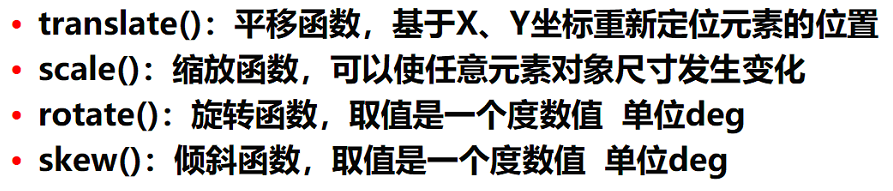 • translate()：平移函数，基于X、Y坐标重新定位元素的位置
• scale()：缩放函数，可以使任意元素对象尺寸发生变化
• rotate()：旋转函数，取值是一个度数值 单位deg
• skew()：倾斜函数，取值是一个度数值 单位deg